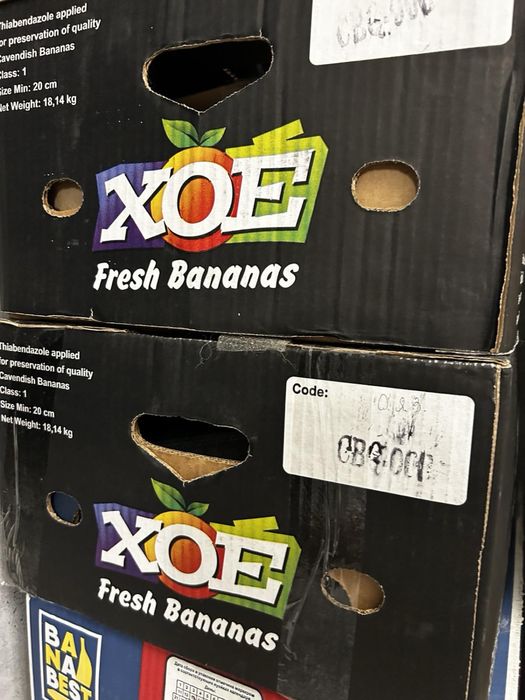 Thiabendazole applied
for preservation of quality
Cavendish Bananas
Class: 1
Size Min: 20 cm
Net Weight: 18,14 kg
XOE
Fresh Bananas
Thiabendazole applied
for preservation of quality
Cavendish Bananas
Class: 1
Size Min: 20 cm
Net Weight: 18,14 kg
Code:
XOE
Fresh Bananas
BA
NA
BEST